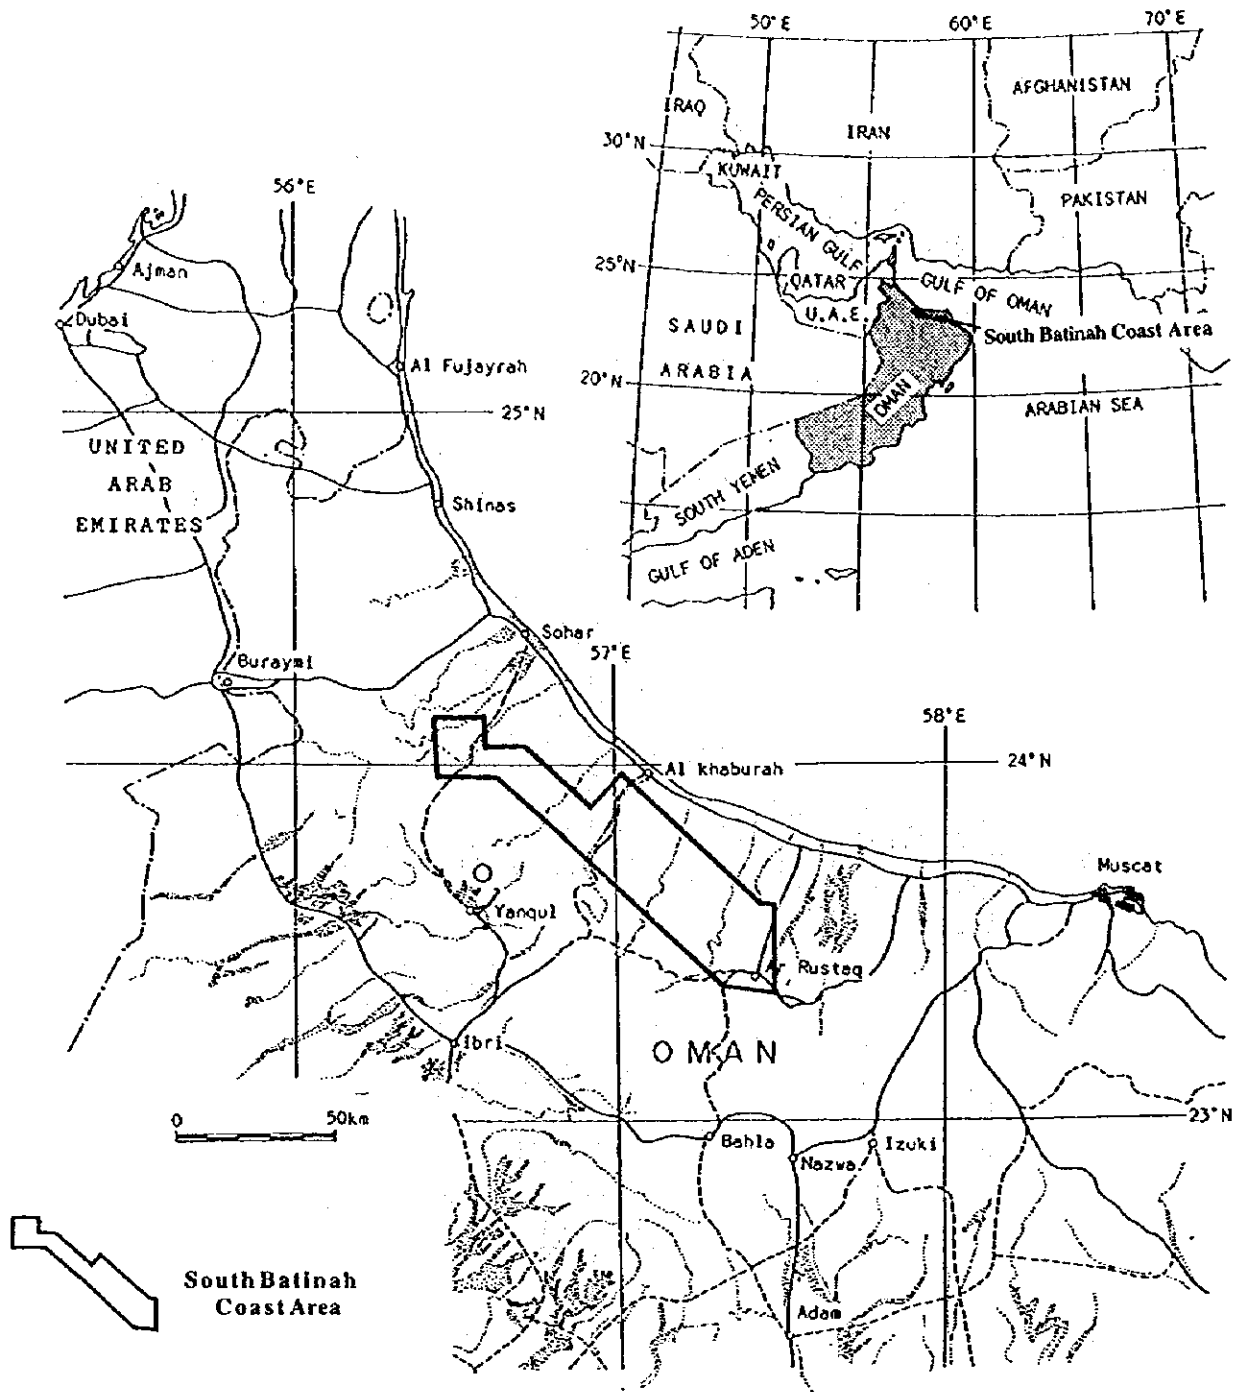 50°E
60°E
70°E
AFGHANISTAN
IRAQ
IRAN
30°N
KUWAIT
PAKISTAN
PERSIAN GULF
25°N
QATAR
GULF OF OMAN
U.A.E.
SAUDI
ARABIA
South Batinah Coast Area
20°N
OMAN
ARABIAN SEA
SOUTH YEMEN
GULF OF ADEN
56°E
Ajman
Dubai
Al Fujayrah
25°N
UNITED
ARAB
EMIRATES
Shinas
Sohar
57°E
Buraymi
58°E
Al khaburah
24°N
Muscat
Yanqul
Ar Rustaq
Ibri
OMAN
0
50km
23°N
Bahla
Nazwa
Izuki
South Batinah
Coast Area
Adam